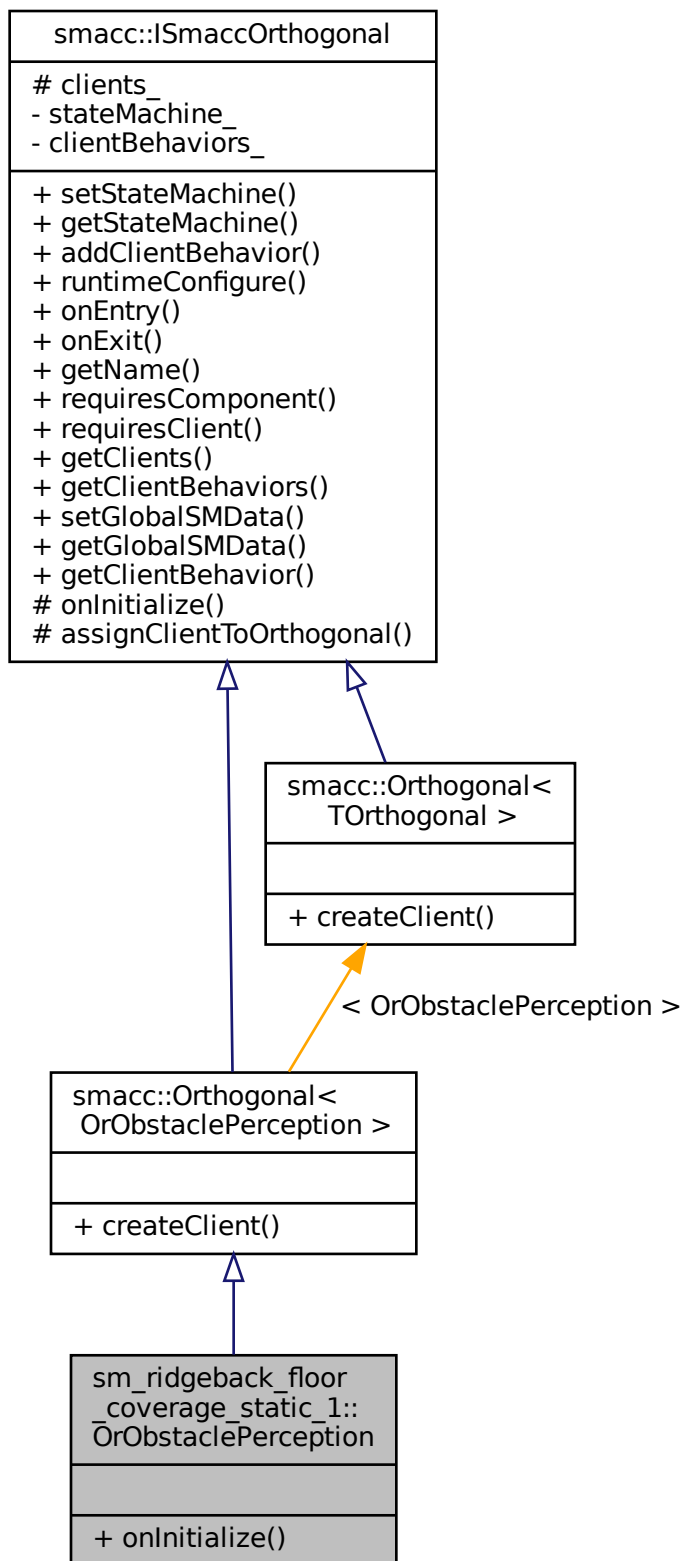 smacc::ISmaccOrthogonal
# clients_
- stateMachine_
- clientBehaviors_
+ setStateMachine()
+ getStateMachine()
+ addClientBehavior()
+ runtimeConfigure()
+ onEntry()
+ onExit()
+ getName()
+ requiresComponent()
+ requiresClient()
+ getClients()
+ getClientBehaviors()
+ setGlobalSMData()
+ getGlobalSMData()
+ getClientBehavior()
# onInitialize()
# assignClientToOrthogonal()
smacc::Orthogonal<
TOrthogonal >
+ createClient()
< OrObstaclePerception >
smacc::Orthogonal<
OrObstaclePerception >
+ createClient()
sm_ridgeback_floor
_coverage_static_1::
OrObstaclePerception
+ onInitialize()